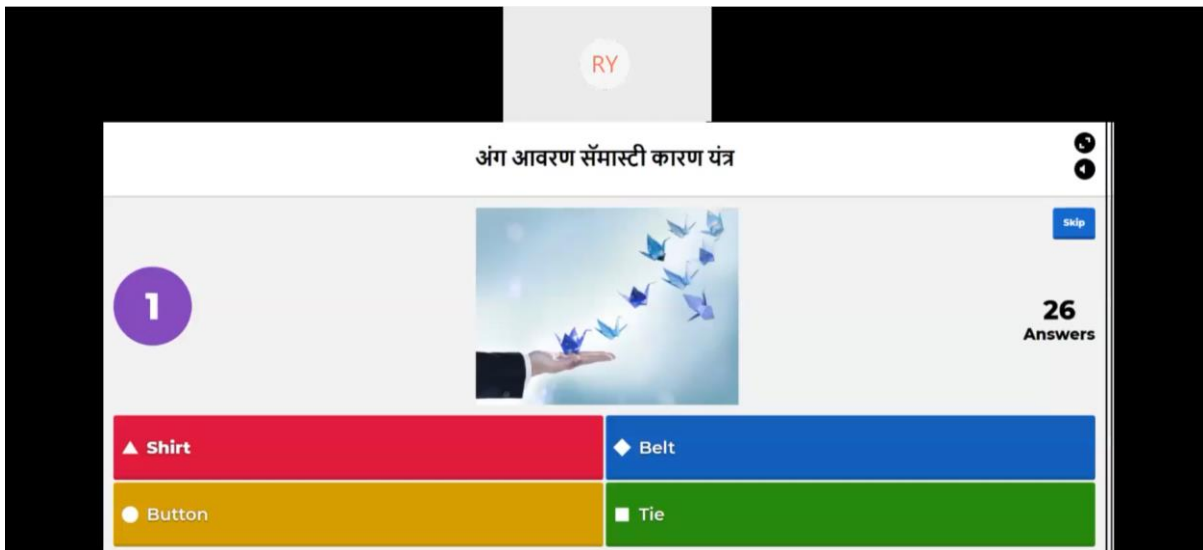 RY
अंग आवरण सॅमास्टी कारण यंत्र
Skip
1
26
Answers
Shirt
Belt
Button
Tie